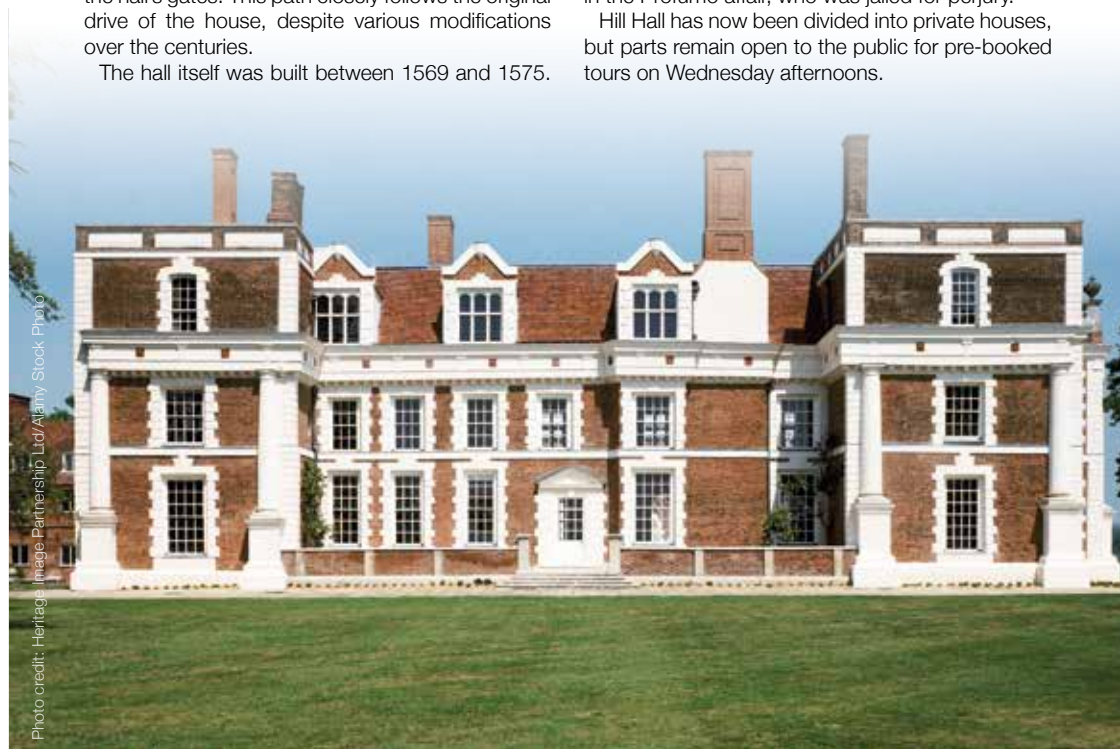 the hall's gates. This path closely follows the original
drive of the house, despite various modifications
over the centuries.
The hall itself was built between 1569 and 1575.
in the Profumo affair, who was jailed for perjury.
Hill Hall has now been divided into private houses,
but parts remain open to the public for pre-booked
tours on Wednesday afternoons.
Photo credit: Heritage Image Partnership Ltd/Alamy Stock Photo